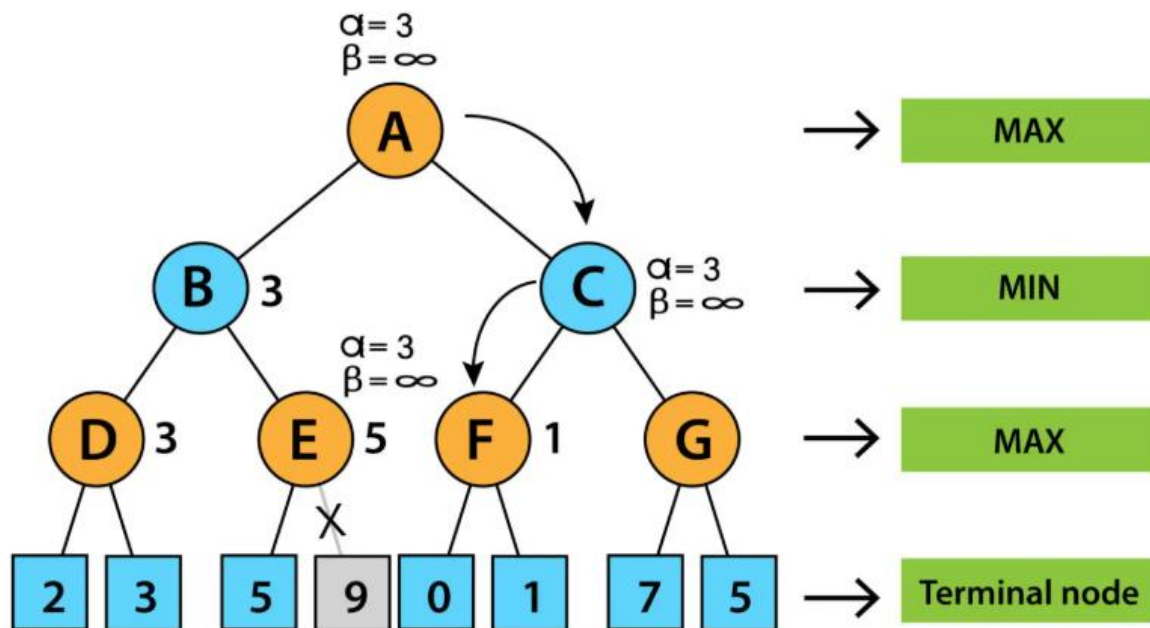 α= 3
β= ∞
A
MAX
B
3
C
α= 3
β= ∞
MIN
α= 3
β= ∞
D
3
E
5
F
1
G
MAX
X
2
3
5
9
0
1
7
5
Terminal node